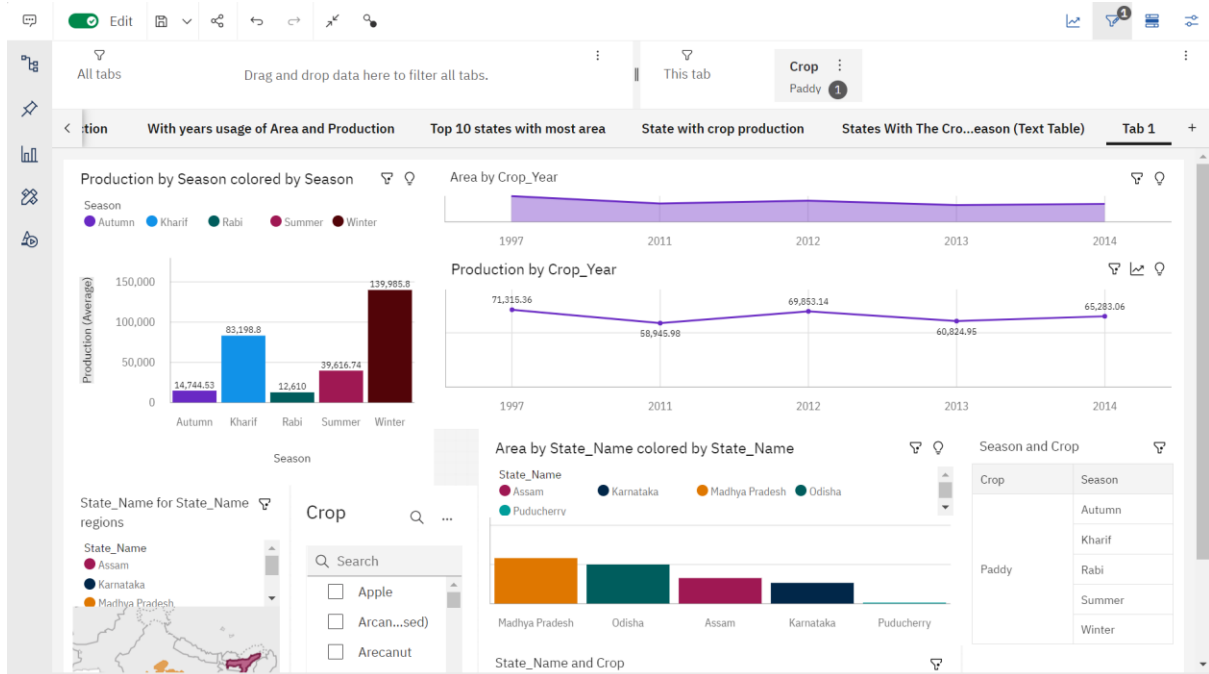 Edit
1
All tabs
Drag and drop data here to filter all tabs.
This tab
Crop
Paddy 1
:tion
With years usage of Area and Production
Top 10 states with most area
State with crop production
States With The Cro...eason (Text Table)
Tab 1
Production by Season colored by Season
Season
Autumn Kharif Rabi Summer Winter
Production (Average)
150,000
100,000
50,000
0
14,744.53
83,198.8
12,610
39,616.74
139,985.8
Autumn Kharif Rabi Summer Winter
Season
Area by Crop_Year
1997 2011 2012 2013 2014
Production by Crop_Year
71,315.36
58,945.98
69,853.14
60,824.95
65,283.06
1997 2011 2012 2013 2014
State_Name for State_Name
regions
State_Name
Assam
Karnataka
Madhya Pradesh
Crop
Search
Apple
Arcan...sed)
Arecanut
Area by State_Name colored by State_Name
State_Name
Assam Karnataka Madhya Pradesh Odisha
Puducherry
Madhya Pradesh Odisha Assam Karnataka Puducherry
State_Name and Crop
Season and Crop
Crop Season
Paddy
Autumn
Kharif
Rabi
Summer
Winter